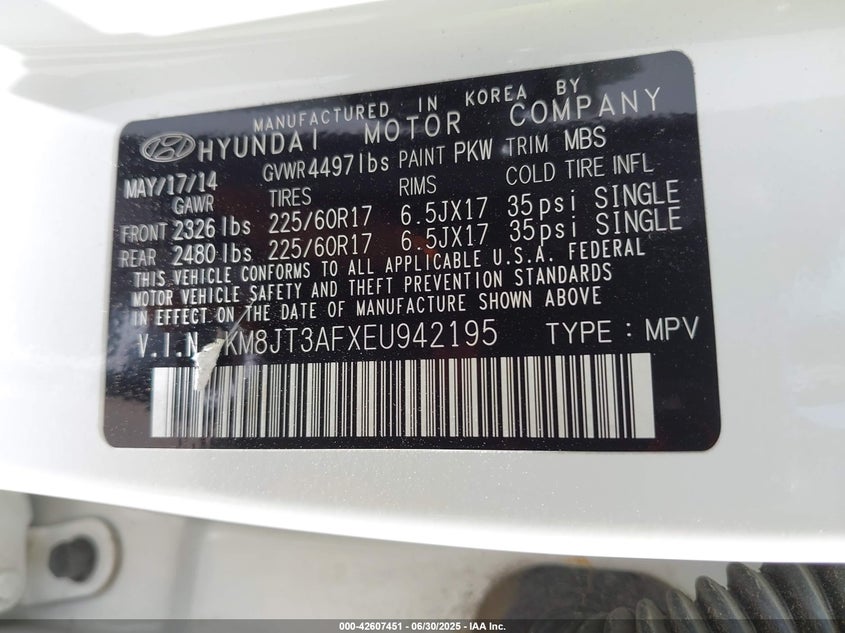 MANUFACTURED IN KOREA BY
HYUNDAI MOTOR COMPANY
MAY/17/14 GVWR 4497lbs PAINT PKW TRIM MBS
GAWR TIRES RIMS COLD TIRE INFL
FRONT 2326 lbs 225/60R17 6.5JX17 35psi SINGLE
REAR 2480 lbs 225/60R17 6.5JX17 35psi SINGLE
THIS VEHICLE CONFORMS TO ALL APPLICABLE U.S.A. FEDERAL
MOTOR VEHICLE SAFETY AND THEFT PREVENTION STANDARDS
IN EFFECT ON THE DATE OF MANUFACTURE SHOWN ABOVE
V.I.N. KM8JT3AFXEU942195 TYPE : MPV
000-42607451 - 06/30/2025 - IAA Inc.